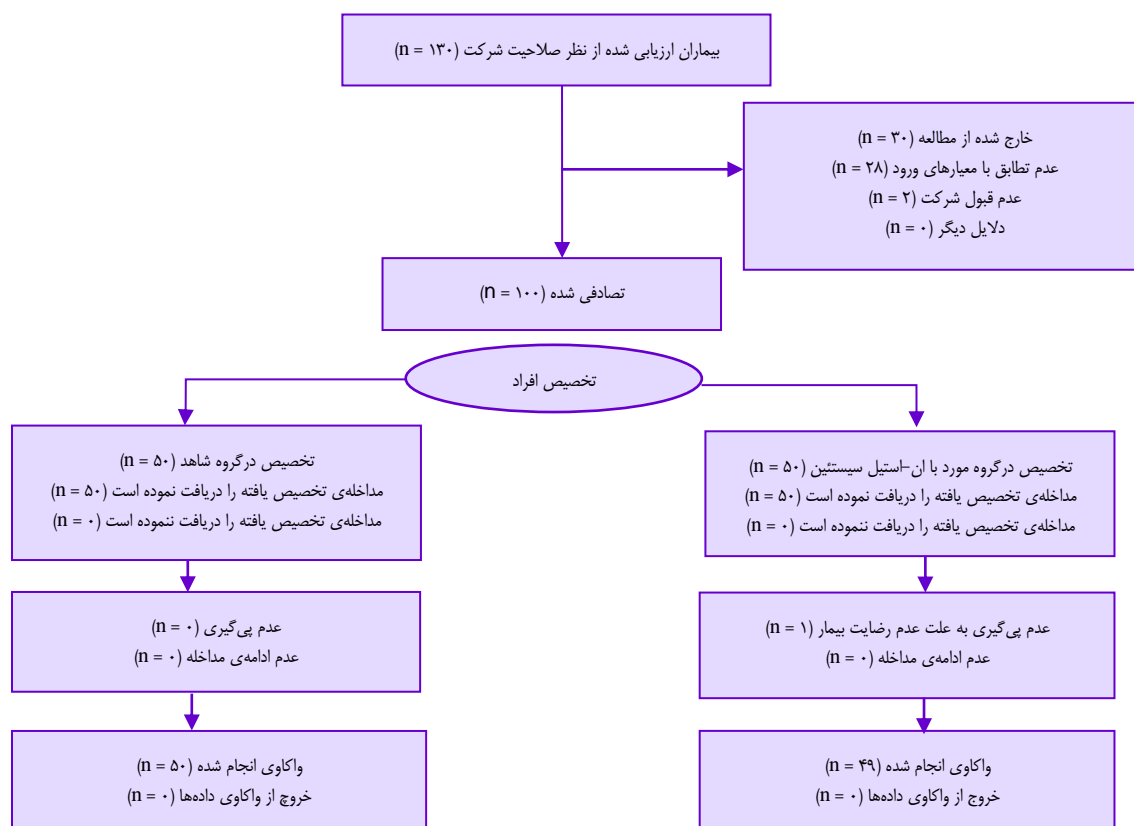 بیماران ارزیابی شده از نظر صلاحیت شرکت (n = ۱۳۰)
خارج شده از مطالعه (n = ۳۰)
عدم تطابق با معیارهای ورود (n = ۲۸)
عدم قبول شرکت (n = ۲)
دلایل دیگر (n = ۰)
تصادفی شده (n = ۱۰۰)
تخصیص افراد
تخصیص درگروه مورد با ان-استیل سیستئین (n = ۵۰)
مداخله‌ی تخصیص یافته را دریافت نموده است (n = ۵۰)
مداخله‌ی تخصیص یافته را دریافت ننموده است (n = ۰)
تخصیص درگروه شاهد (n = ۵۰)
مداخله‌ی تخصیص یافته را دریافت نموده است (n = ۵۰)
مداخله‌ی تخصیص یافته را دریافت ننموده است (n = ۰)
عدم پی‌گیری به علت عدم رضایت بیمار (n = ۱)
عدم ادامه‌ی مداخله (n = ۰)
عدم پی‌گیری (n = ۰)
عدم ادامه‌ی مداخله (n = ۰)
واکاوی انجام شده (n = ۴۹)
خروج از واکاوی داده‌ها (n = ۰)
واکاوی انجام شده (n = ۵۰)
خروچ از واکاوی داده‌ها (n = ۰)